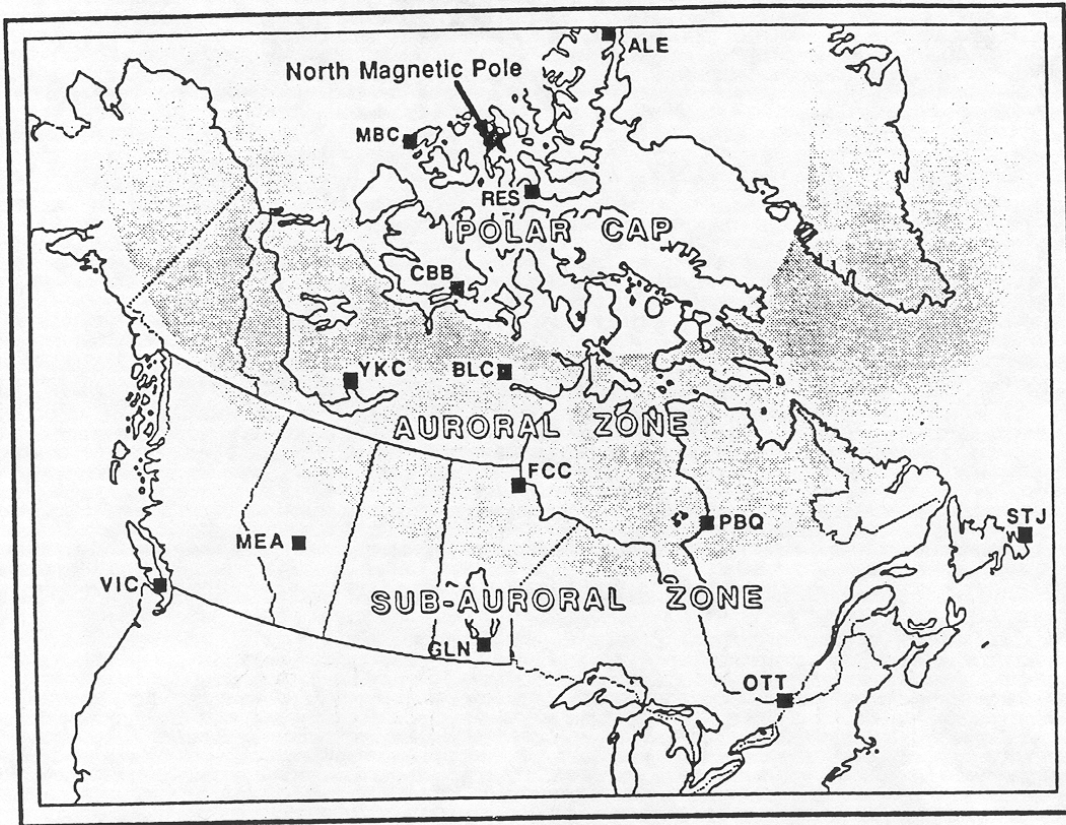 ALE
North Magnetic Pole
MBC
RES
POLAR CAP
CBB
YKC
BLC
AURORAL ZONE
FCC
PBQ
STJ
MEA
VIC
SUB-AURORAL ZONE
GLN
OTT